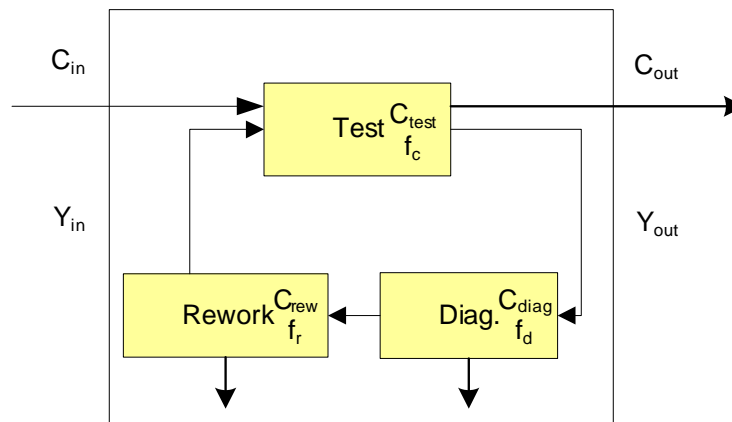 C_in
C_out
Test C_test
f_c
Y_in
Y_out
Rework C_rew
f_r
Diag. C_diag
f_d